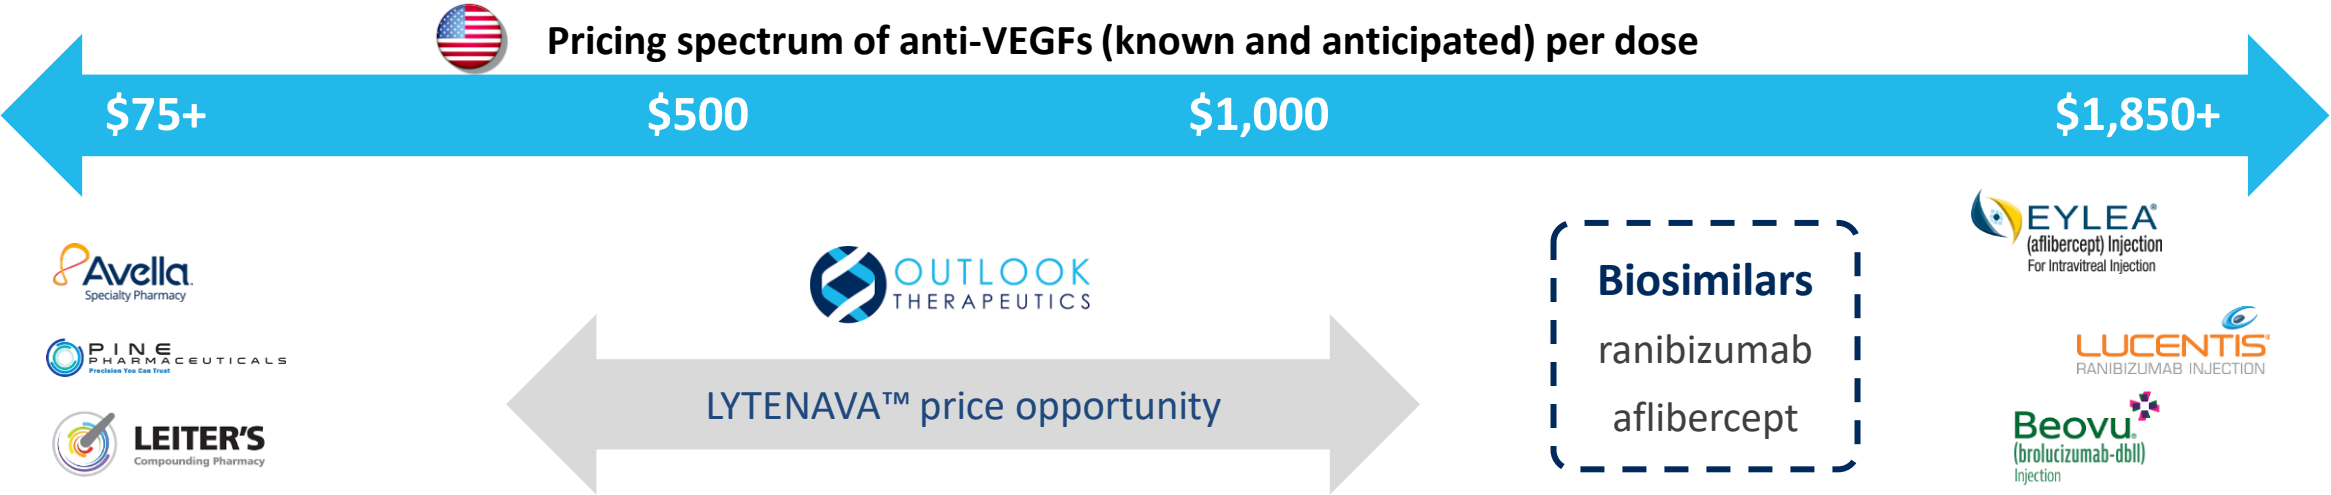 Pricing spectrum of anti-VEGFs (known and anticipated) per dose
$75+ $500 $1,000 $1,850+
Avella
Specialty Pharmacy
PINE
PHARMACEUTICALS
Precision You Can Trust
LEITER'S
Compounding Pharmacy
OUTLOOK
THERAPEUTICS
LYTENAVA™ price opportunity
Biosimilars
ranibizumab
aflibercept
EYLEA®
(aflibercept) Injection
For Intravitreal Injection
LUCENTIS®
RANIBIZUMAB INJECTION
Beovu®
(brolucizumab-dbll)
Injection